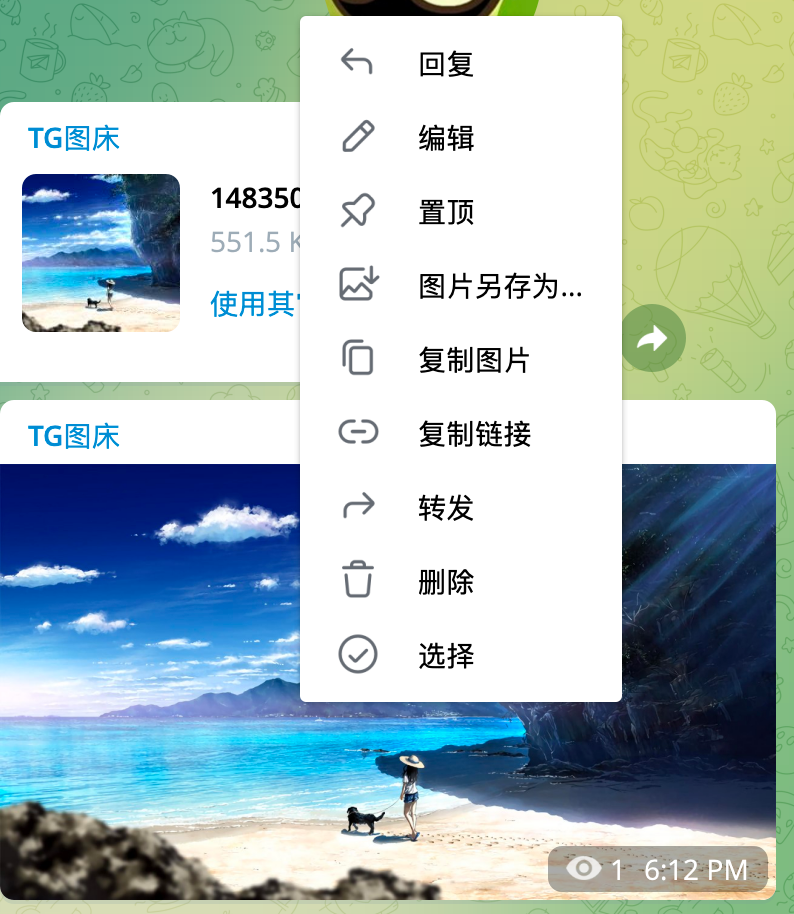 回复
编辑
TG图床
148350
置顶
551.5 K
图片另存为...
使用其
复制图片
TG图床
复制链接
转发
删除
选择
1 6:12 PM